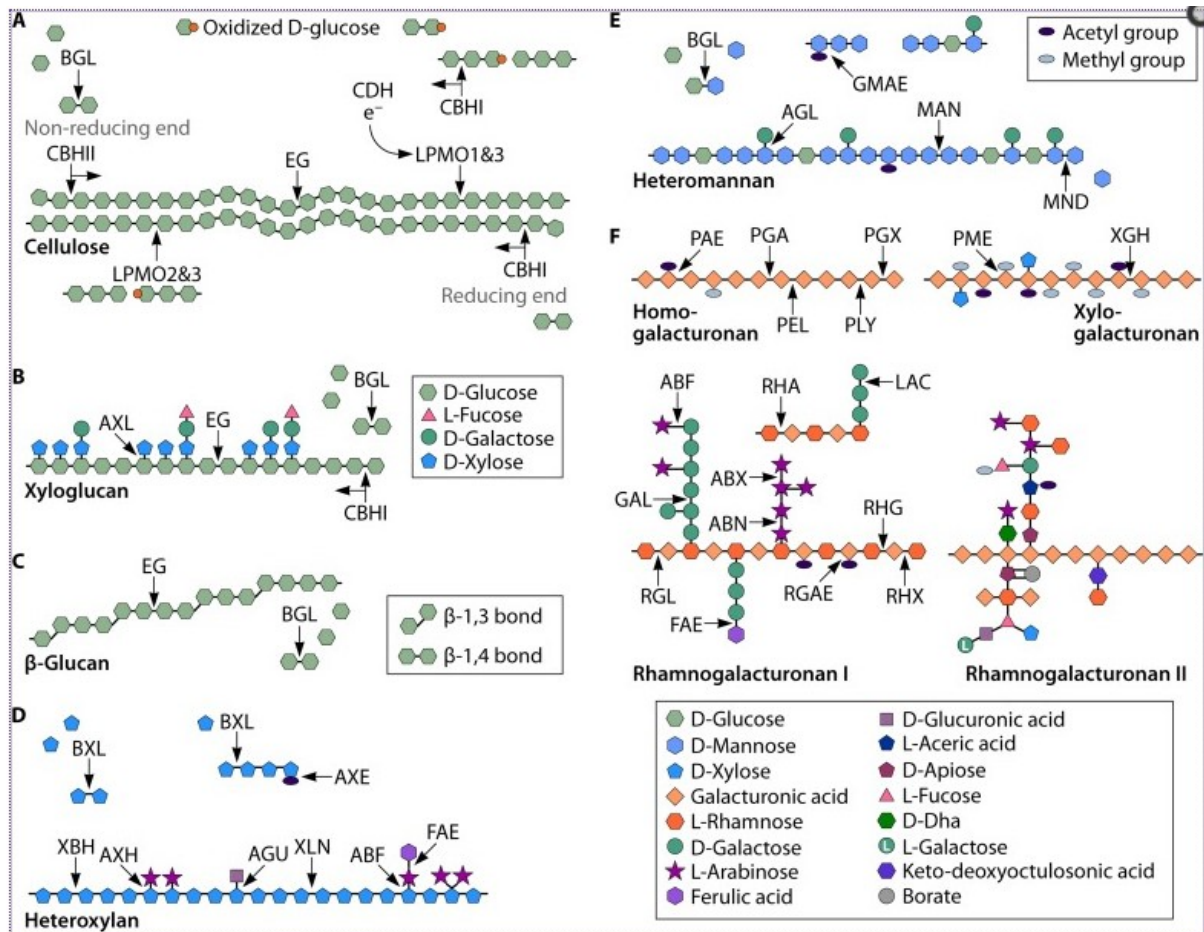 A
Oxidized D-glucose
BGL
Non-reducing end
CBHII
CDH
e⁻
CBHI
EG
LPMO1&3
Cellulose
LPMO2&3
CBHI
Reducing end
B
AXL
EG
BGL
CBHI
Xyloglucan
D-Glucose
L-Fucose
D-Galactose
D-Xylose
C
EG
BGL
β-Glucan
β-1,3 bond
β-1,4 bond
D
BXL
BXL
AXE
XBH
AXH
AGU
XLN
ABF
FAE
Heteroxylan
E
BGL
GMAE
Acetyl group
Methyl group
AGL
MAN
Heteromannan
MND
F
PAE
PGA
PGX
Homo-
galacturonan
PEL
PLY
PME
XGH
Xylo-
galacturonan
ABF
RHA
LAC
GAL
ABX
ABN
RHG
RGL
FAE
RGAE
RHX
Rhamnogalacturonan I
Rhamnogalacturonan II
L
D-Glucose
D-Mannose
D-Xylose
Galacturonic acid
L-Rhamnose
D-Galactose
L-Arabinose
Ferulic acid
D-Glucuronic acid
L-Aceric acid
D-Apiose
L-Fucose
D-Dha
L L-Galactose
Keto-deoxyoctulosonic acid
Borate